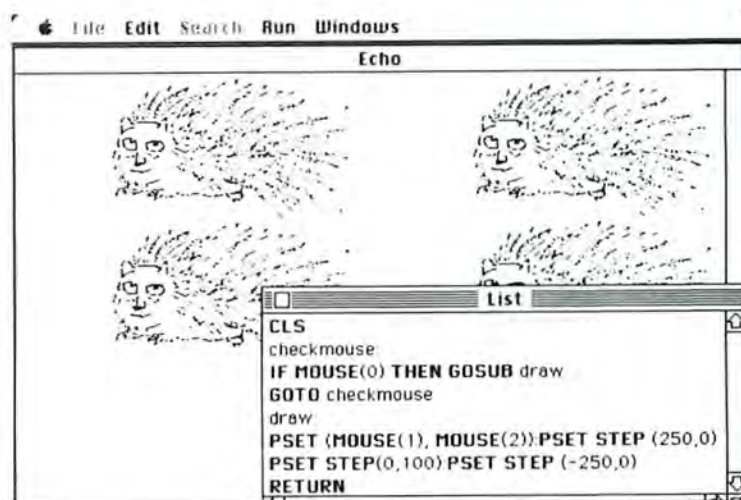 File Edit Search Run Windows
Echo
List
CLS
checkmouse:
IF MOUSE(0) THEN GOSUB draw
GOTO checkmouse
draw
PSET (MOUSE(1), MOUSE(2)):PSET STEP (250,0)
PSET STEP(0,100):PSET STEP (-250,0)
RETURN